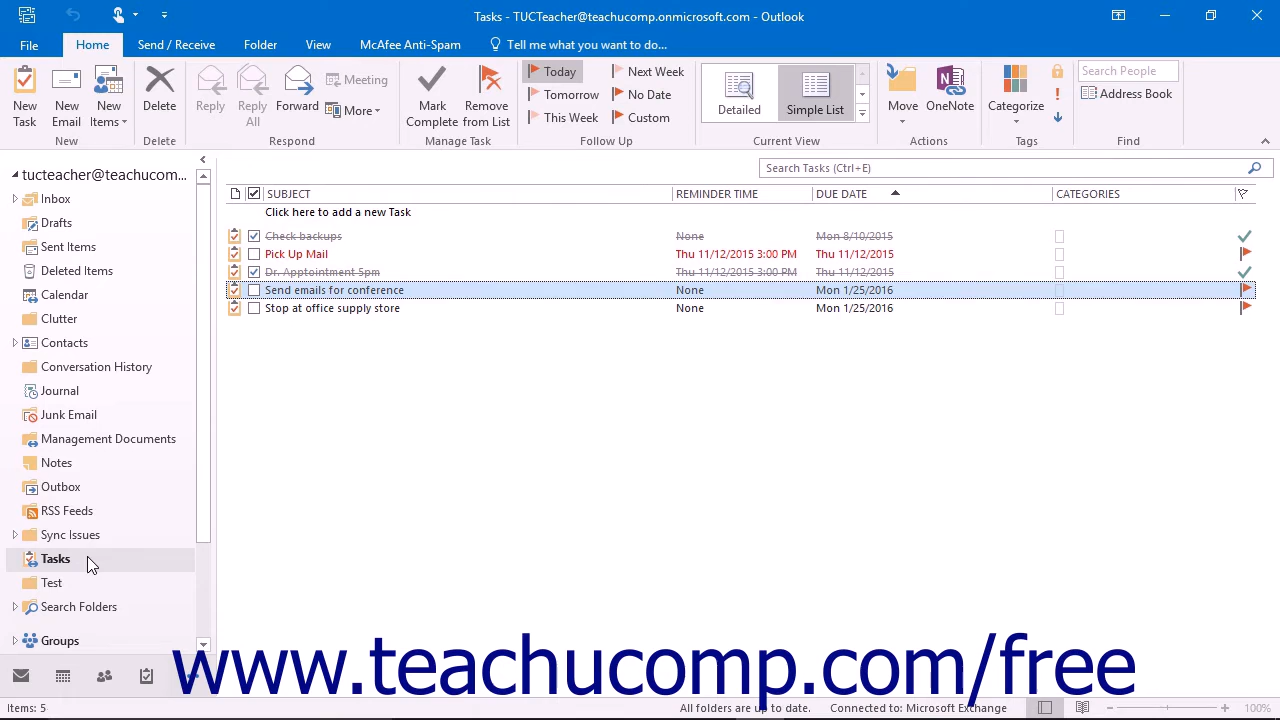 Tasks - TUCTeacher@teachucomp.onmicrosoft.com - Outlook
File Home Send / Receive Folder View McAfee Anti-Spam Tell me what you want to do...
New Task
New Email
New Items
New
Delete
Delete
Reply
Reply All
Forward
Meeting
More
Respond
Mark Complete
Remove from List
Manage Task
Today
Tomorrow
This Week
Next Week
No Date
Custom
Follow Up
Detailed
Simple List
Current View
Move
OneNote
Actions
Categorize
Tags
Search People
Address Book
Find
tucteacher@teachucom...
Inbox
Drafts
Sent Items
Deleted Items
Calendar
Clutter
Contacts
Conversation History
Journal
Junk Email
Management Documents
Notes
Outbox
RSS Feeds
Sync Issues
Tasks
Test
Search Folders
Groups
Search Tasks (Ctrl+E)
SUBJECT REMINDER TIME DUE DATE CATEGORIES
Click here to add a new Task
Check backups None Mon 8/10/2015
Pick Up Mail Thu 11/12/2015 3:00 PM Thu 11/12/2015
Dr. Apptointment 5pm Thu 11/12/2015 3:00 PM Thu 11/12/2015
Send emails for conference None Mon 1/25/2016
Stop at office supply store None Mon 1/25/2016
www.teachucomp.com/free
Items: 5 All folders are up to date. Connected to: Microsoft Exchange 100%